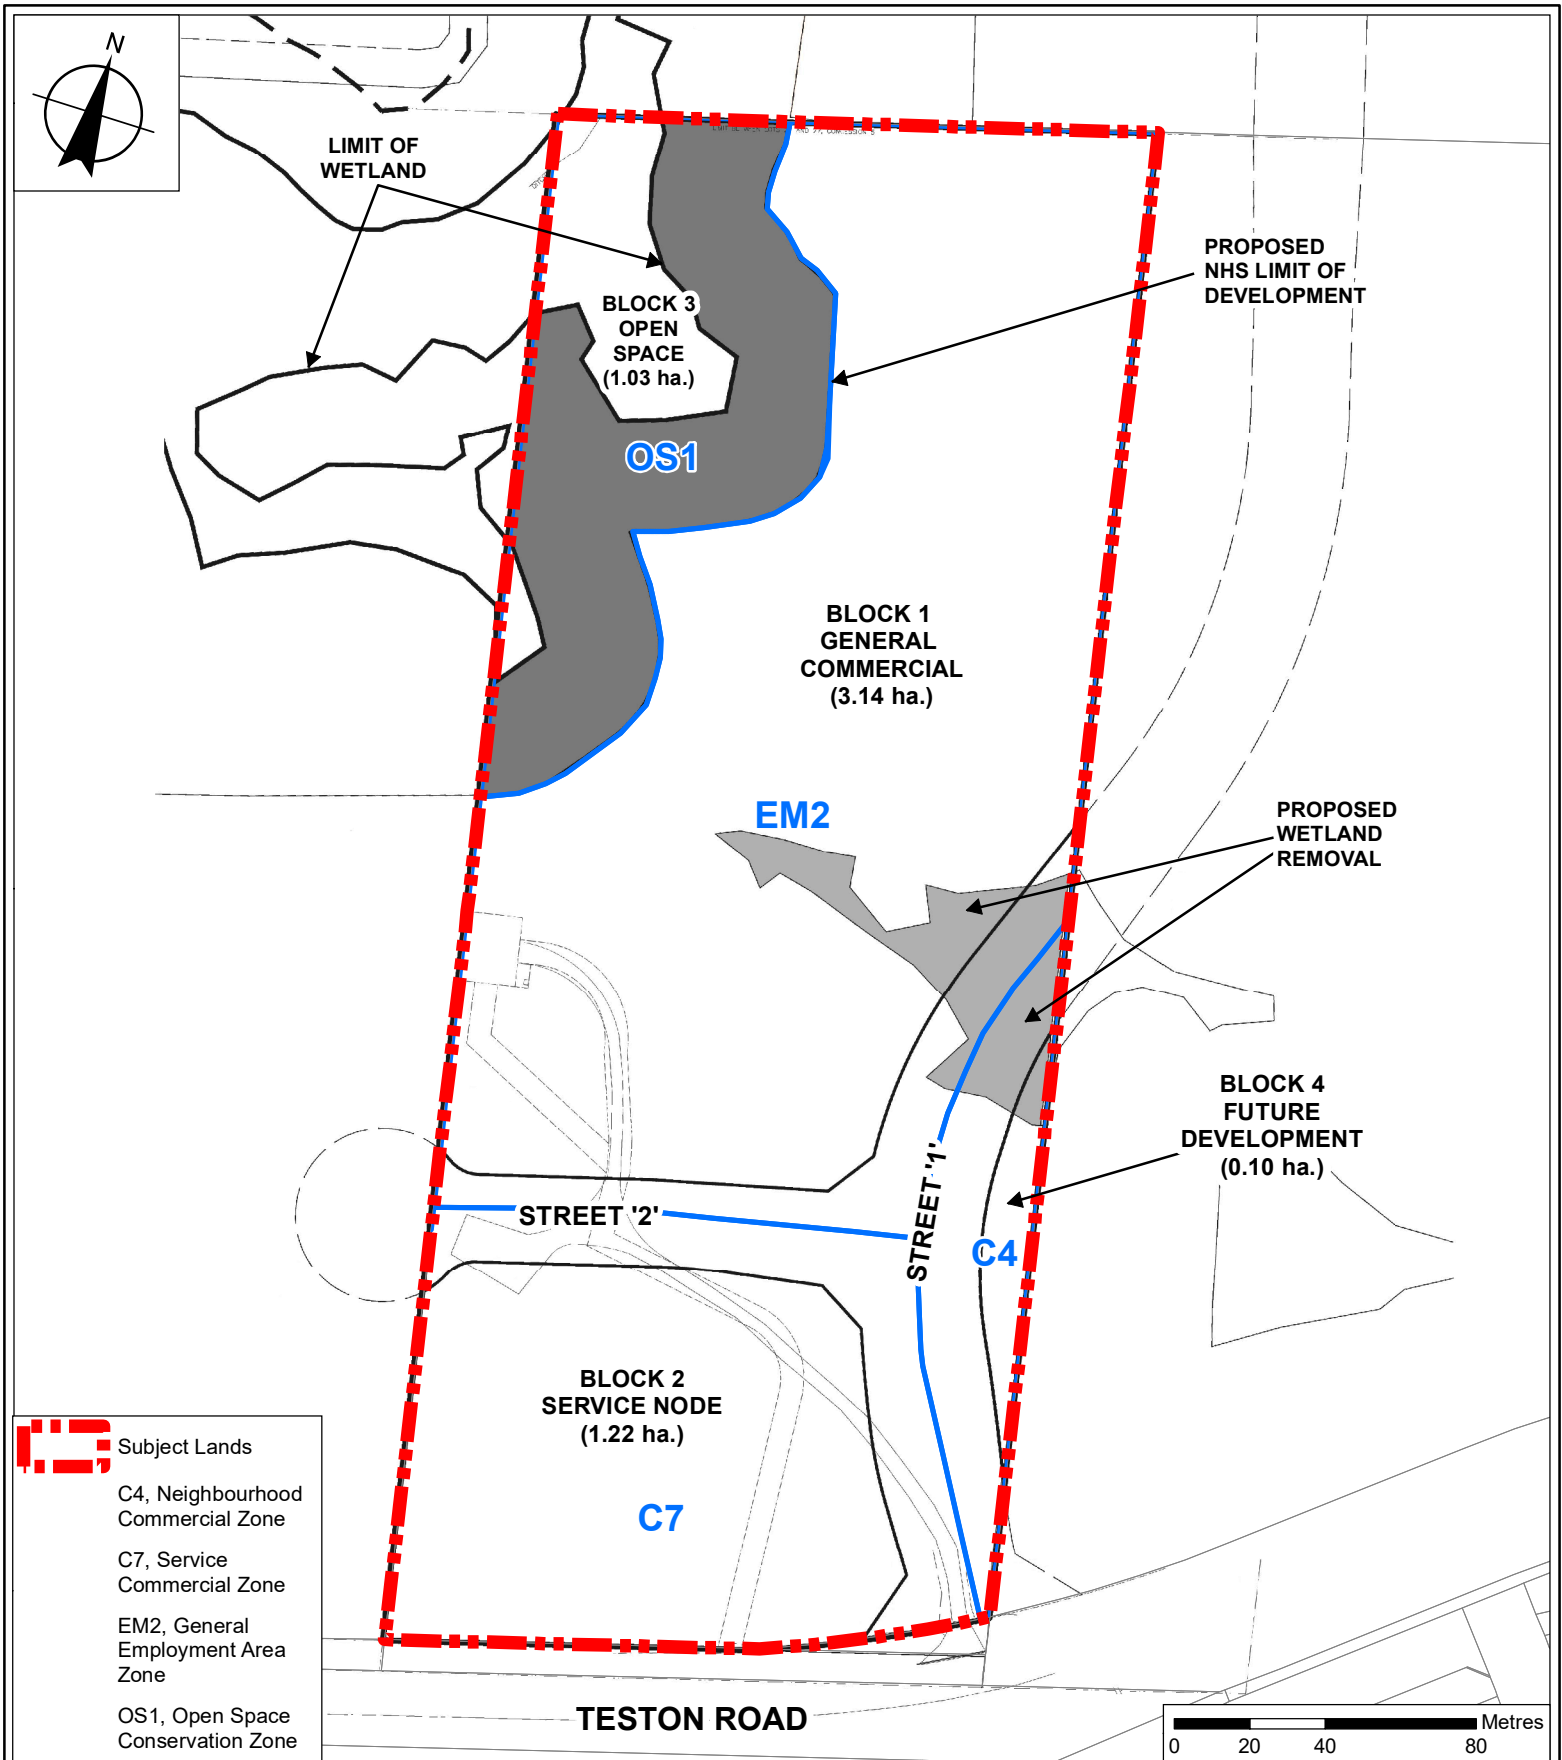 N
LIMIT OF
WETLAND
PROPOSED
NHS LIMIT OF
DEVELOPMENT
BLOCK 3
OPEN
SPACE
(1.03 ha.)
OS1
BLOCK 1
GENERAL
COMMERCIAL
(3.14 ha.)
EM2
PROPOSED
WETLAND
REMOVAL
BLOCK 4
FUTURE
DEVELOPMENT
(0.10 ha.)
STREET '1'
STREET '2'
C4
BLOCK 2
SERVICE NODE
(1.22 ha.)
C7
Subject Lands
C4, Neighbourhood
Commercial Zone
C7, Service
Commercial Zone
EM2, General
Employment Area
Zone
OS1, Open Space
Conservation Zone
TESTON ROAD
Metres
0 20 40 80